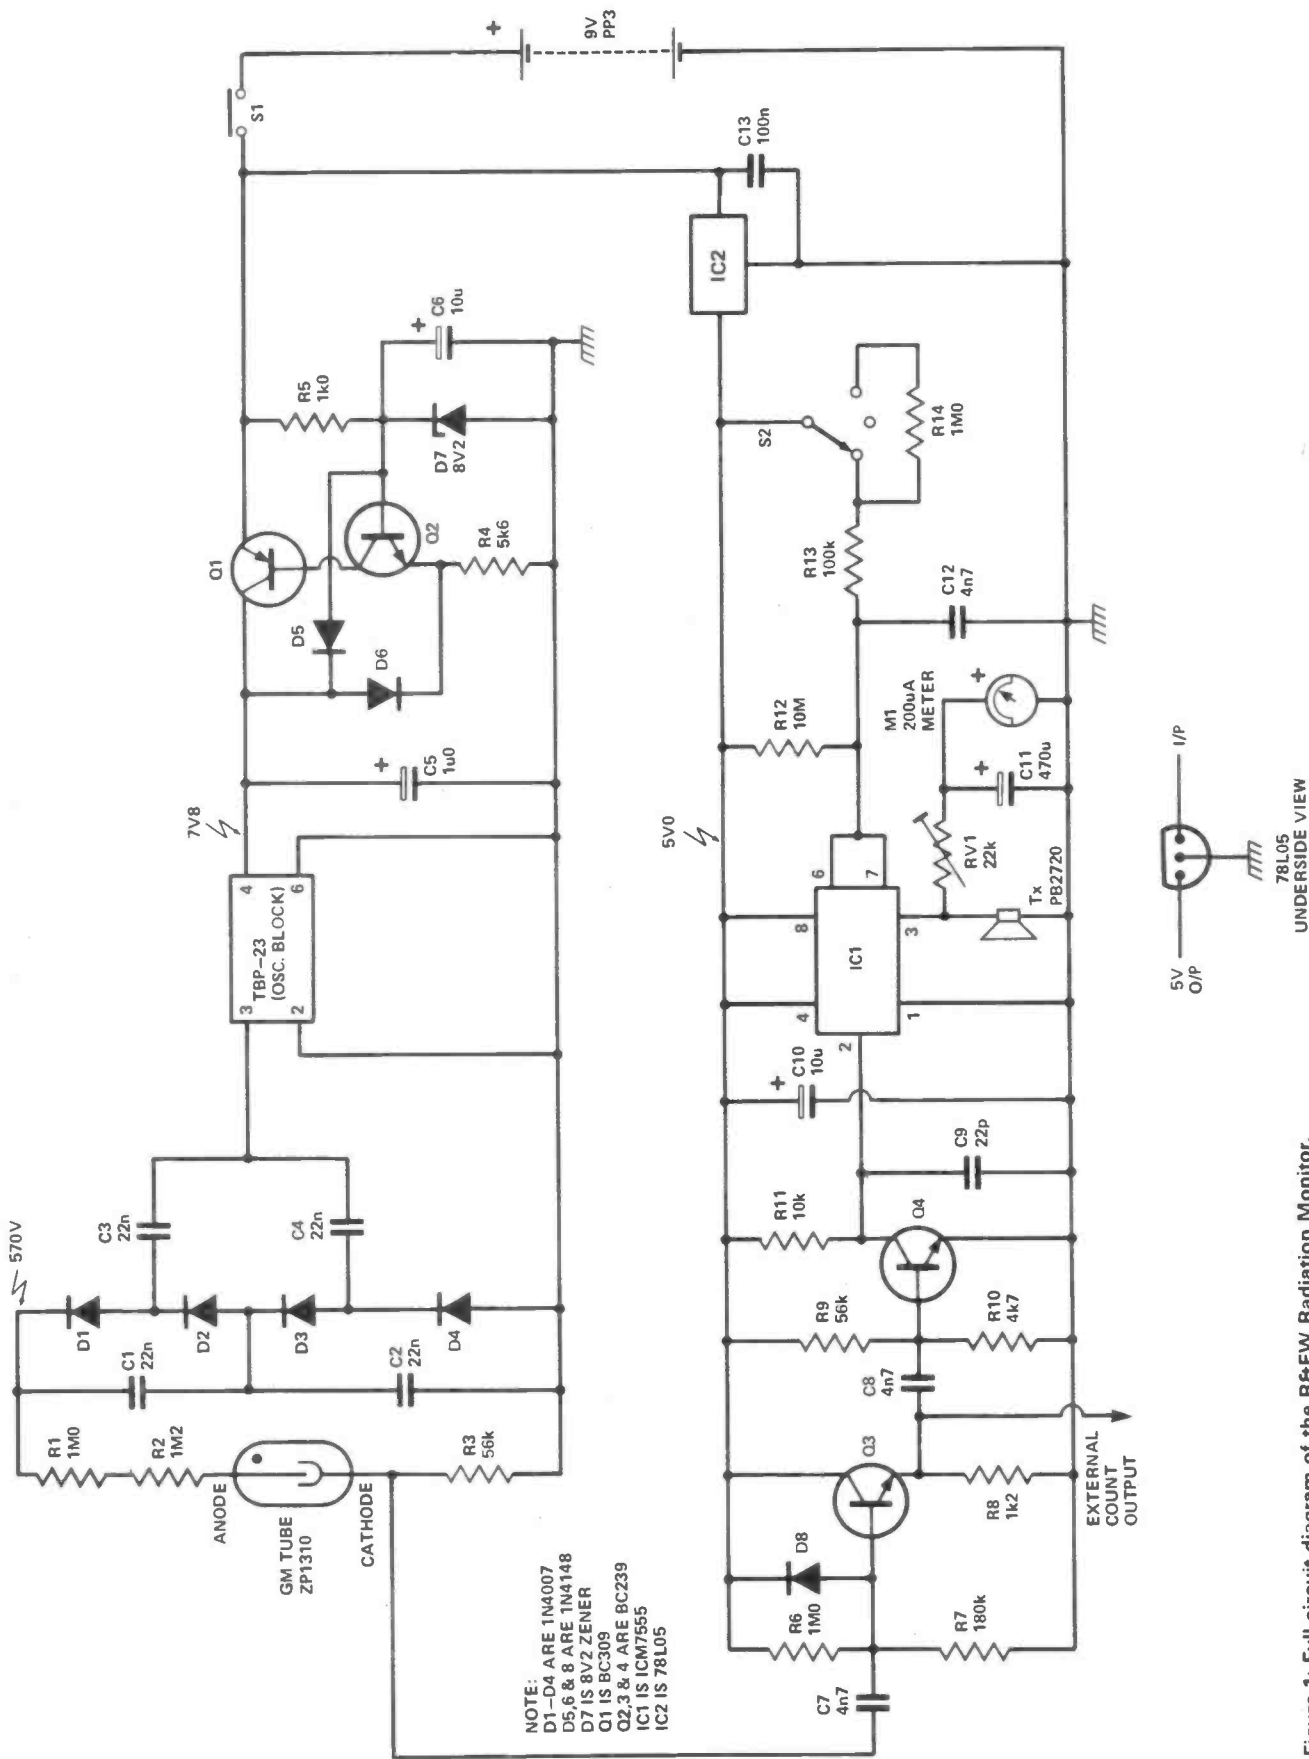 570V
C3
22n
C4
22n
D1
D2
D3
D4
C1
22n
C2
22n
R1
1M0
R2
1M2
R3
56k
ANODE
GM TUBE
ZP1310
CATHODE
TBP-23
(OSC. BLOCK)
3
2
4
6
7V8
+
C5
1u0
D5
D6
Q1
Q2
R4
5k6
R5
1k0
D7
8V2
+
C6
10u
S1
+
9V
PP3
NOTE:
D1-D4 ARE 1N4007
D5,6 & 8 ARE 1N4148
D7 IS 8V2 ZENER
Q1 IS BC309
Q2,3 & 4 ARE BC239
IC1 IS ICM7555
IC2 IS 78L05
C7
4n7
R6
1M0
D8
R7
180k
Q3
R8
1k2
EXTERNAL
COUNT
OUTPUT
C8
4n7
R9
56k
R10
4k7
Q4
R11
10k
C9
22p
+
C10
10u
5V0
2
4
8
IC1
6
7
1
3
Tx
PB2720
RV1
22k
+
C11
470u
M1
200uA
METER
+
R12
10M
C12
4n7
R13
100k
S2
R14
1M0
IC2
C13
100n
5V
O/P
I/P
78L05
UNDERSIDE VIEW
Figure 1: Full circuit diagram of the R&EW Radiation Monitor.